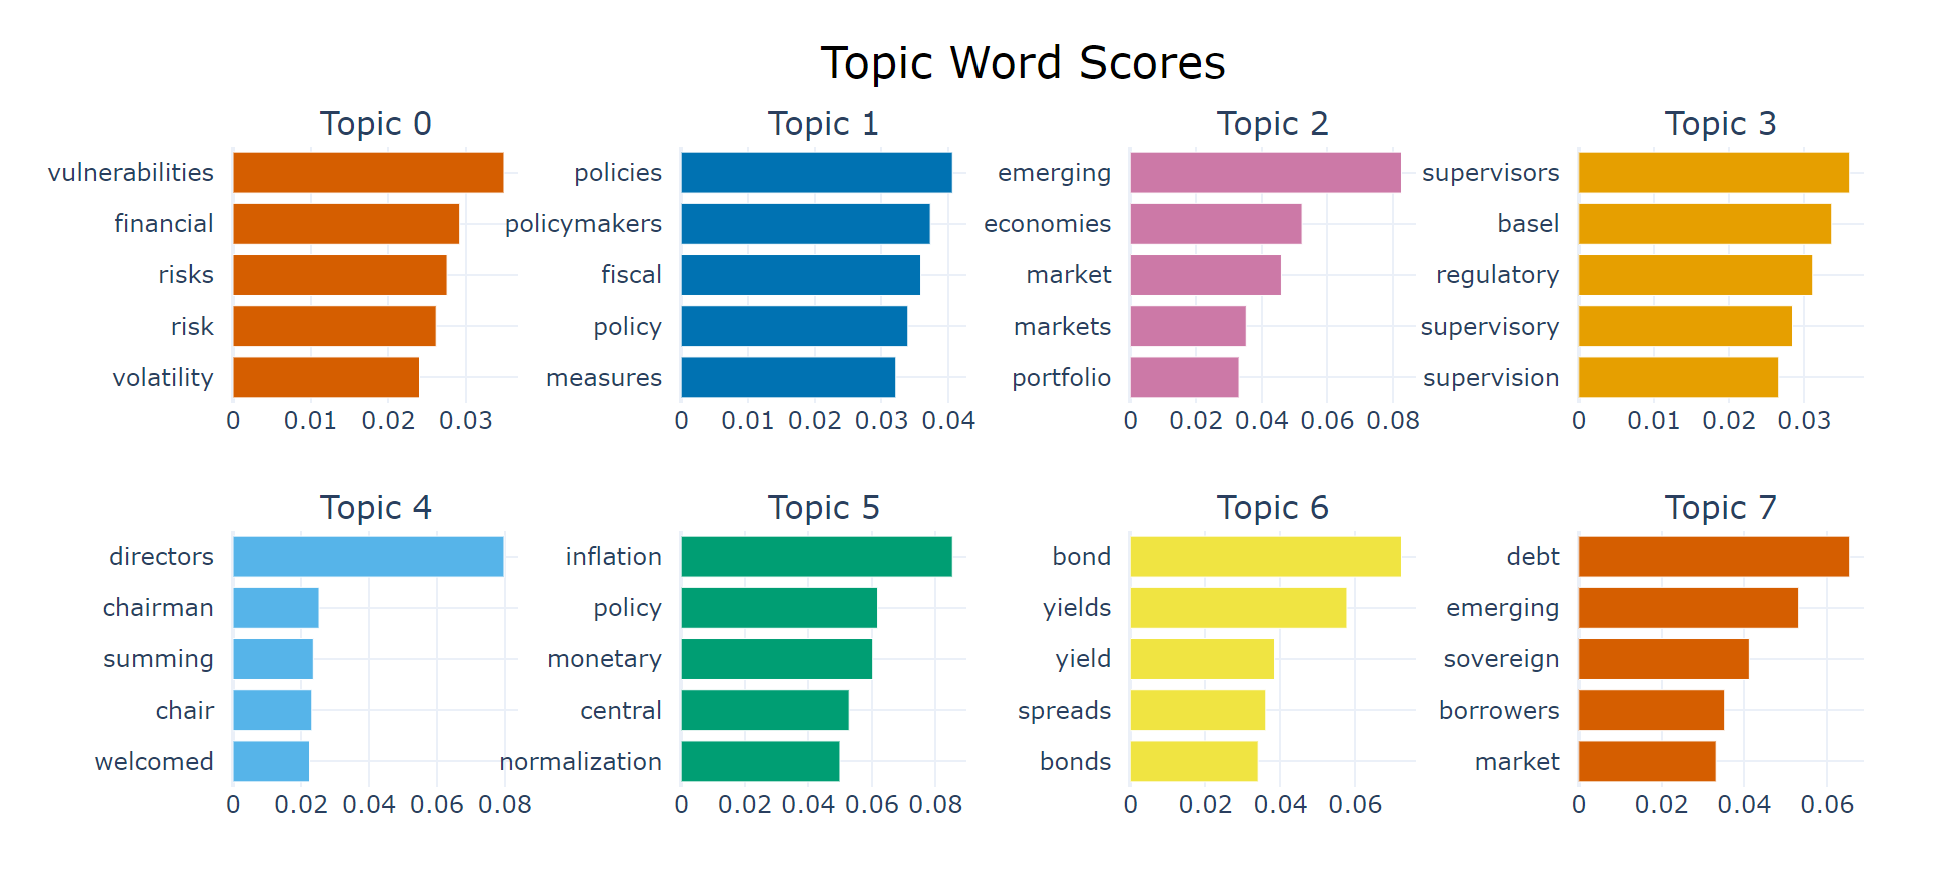 Topic Word Scores
Topic 0
vulnerabilities
financial
risks
risk
volatility
0 0.01 0.02 0.03
Topic 1
policies
policymakers
fiscal
policy
measures
0 0.01 0.02 0.03 0.04
Topic 2
emerging
economies
market
markets
portfolio
0 0.02 0.04 0.06 0.08
Topic 3
supervisors
basel
regulatory
supervisory
supervision
0 0.01 0.02 0.03
Topic 4
directors
chairman
summing
chair
welcomed
0 0.02 0.04 0.06 0.08
Topic 5
inflation
policy
monetary
central
normalization
0 0.02 0.04 0.06 0.08
Topic 6
bond
yields
yield
spreads
bonds
0 0.02 0.04 0.06
Topic 7
debt
emerging
sovereign
borrowers
market
0 0.02 0.04 0.06